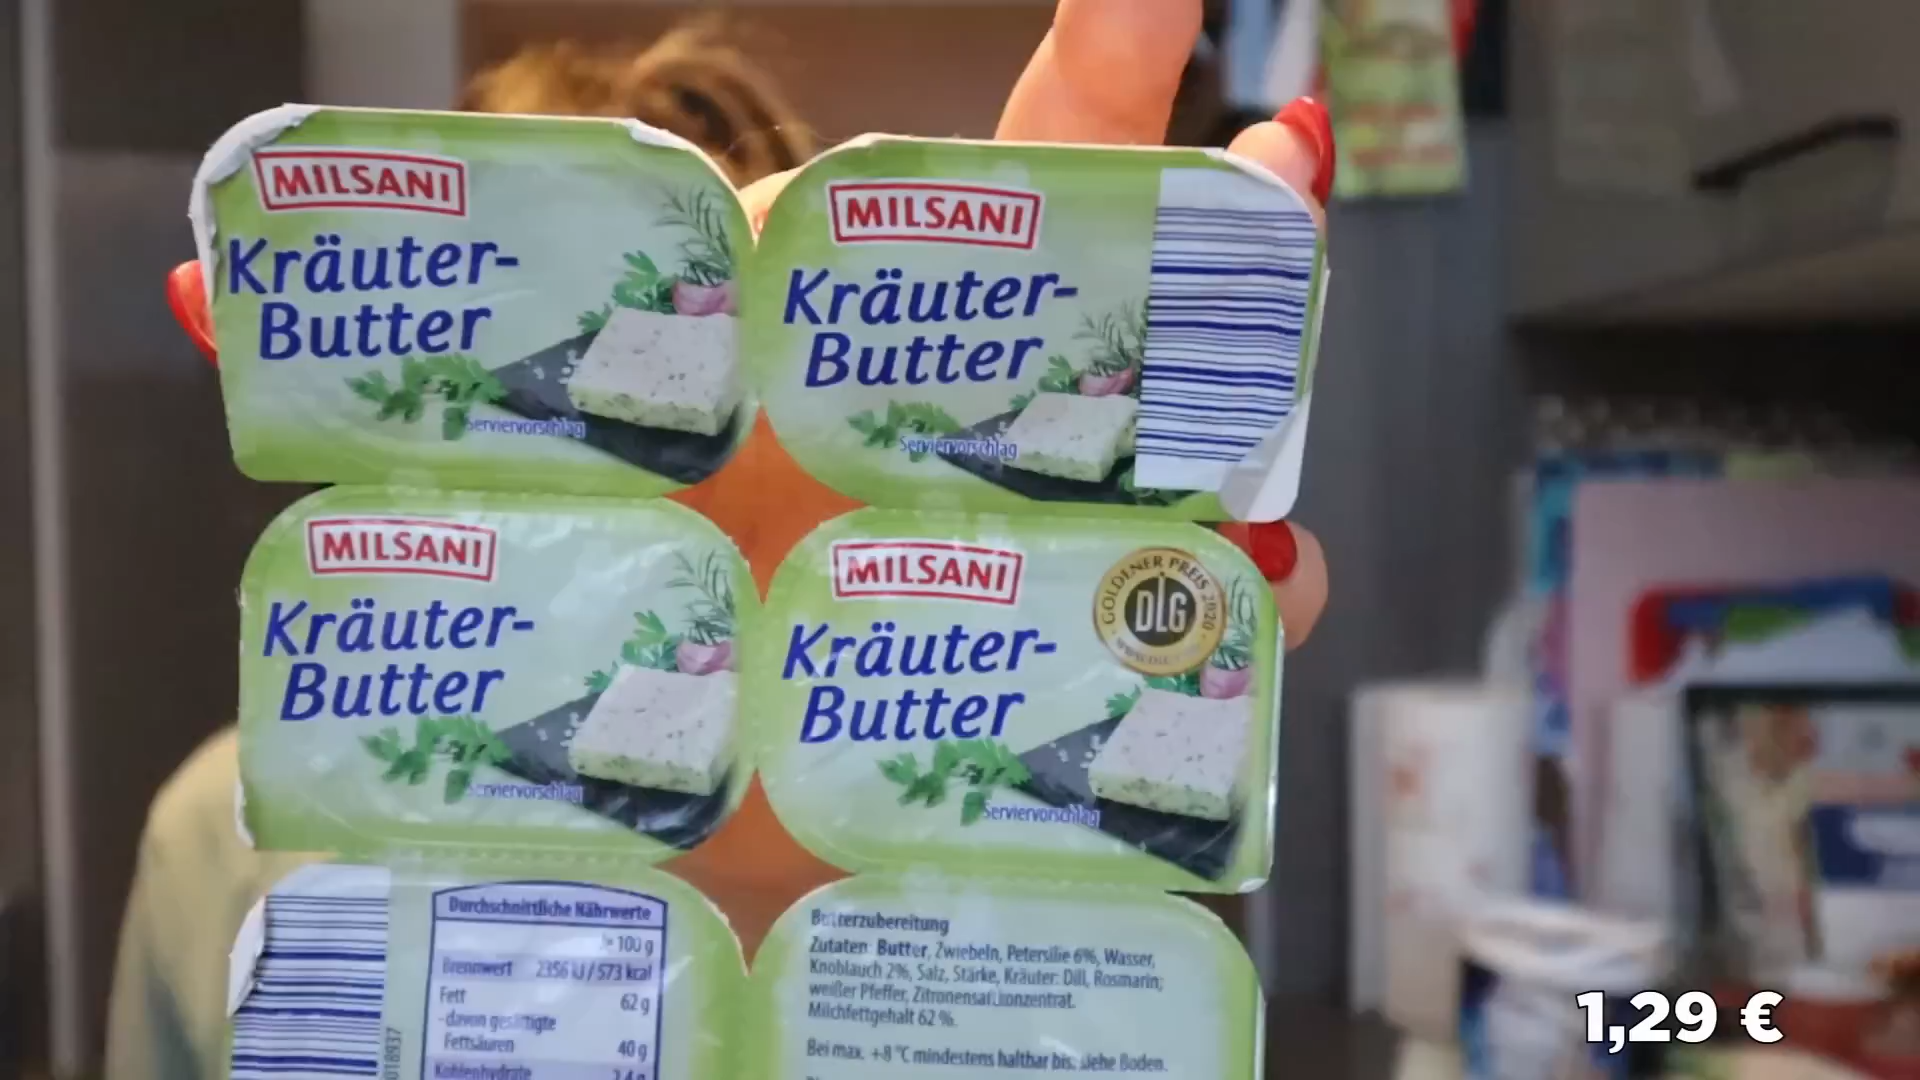 MILSANI
Kräuter-
Butter
Serviervorschlag
MILSANI
Kräuter-
Butter
Serviervorschlag
MILSANI
Kräuter-
Butter
Serviervorschlag
MILSANI
Kräuter-
Butter
Serviervorschlag
GOLDENER PREIS 2020
DLG
Durchschnittliche Nährwerte
je 100 g
Brennwert 2356 kJ/573 kcal
Fett 62 g
- davon gesättigte
Fettsäuren 40 g
Kohlenhydrate
Butterzubereitung
Zutaten: Butter, Zwiebeln, Petersilie 6%, Wasser,
Knoblauch 2%, Salz, Stärke, Kräuter: Dill, Rosmarin;
weißer Pfeffer, Zitronensaftkonzentrat.
Milchfettgehalt 62 %.
Bei max. +8 °C mindestens haltbar bis: siehe Boden.
1,29 €